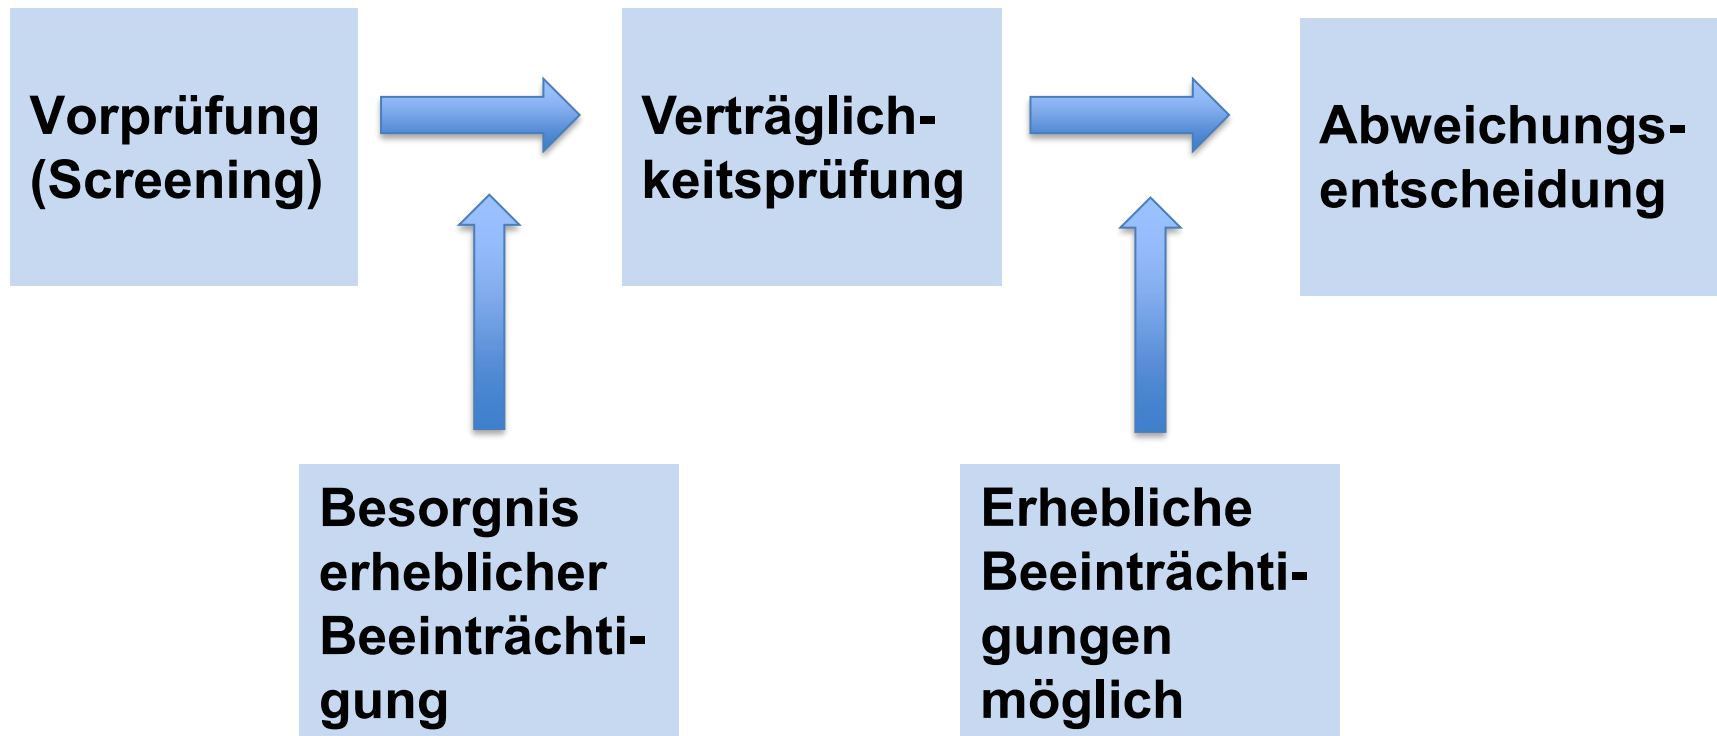 Vorprüfung
(Screening)
Verträglich-
keitsprüfung
Abweichungs-
entscheidung
Besorgnis
erheblicher
Beeinträchti-
gung
Erhebliche
Beeinträchti-
gungen
möglich